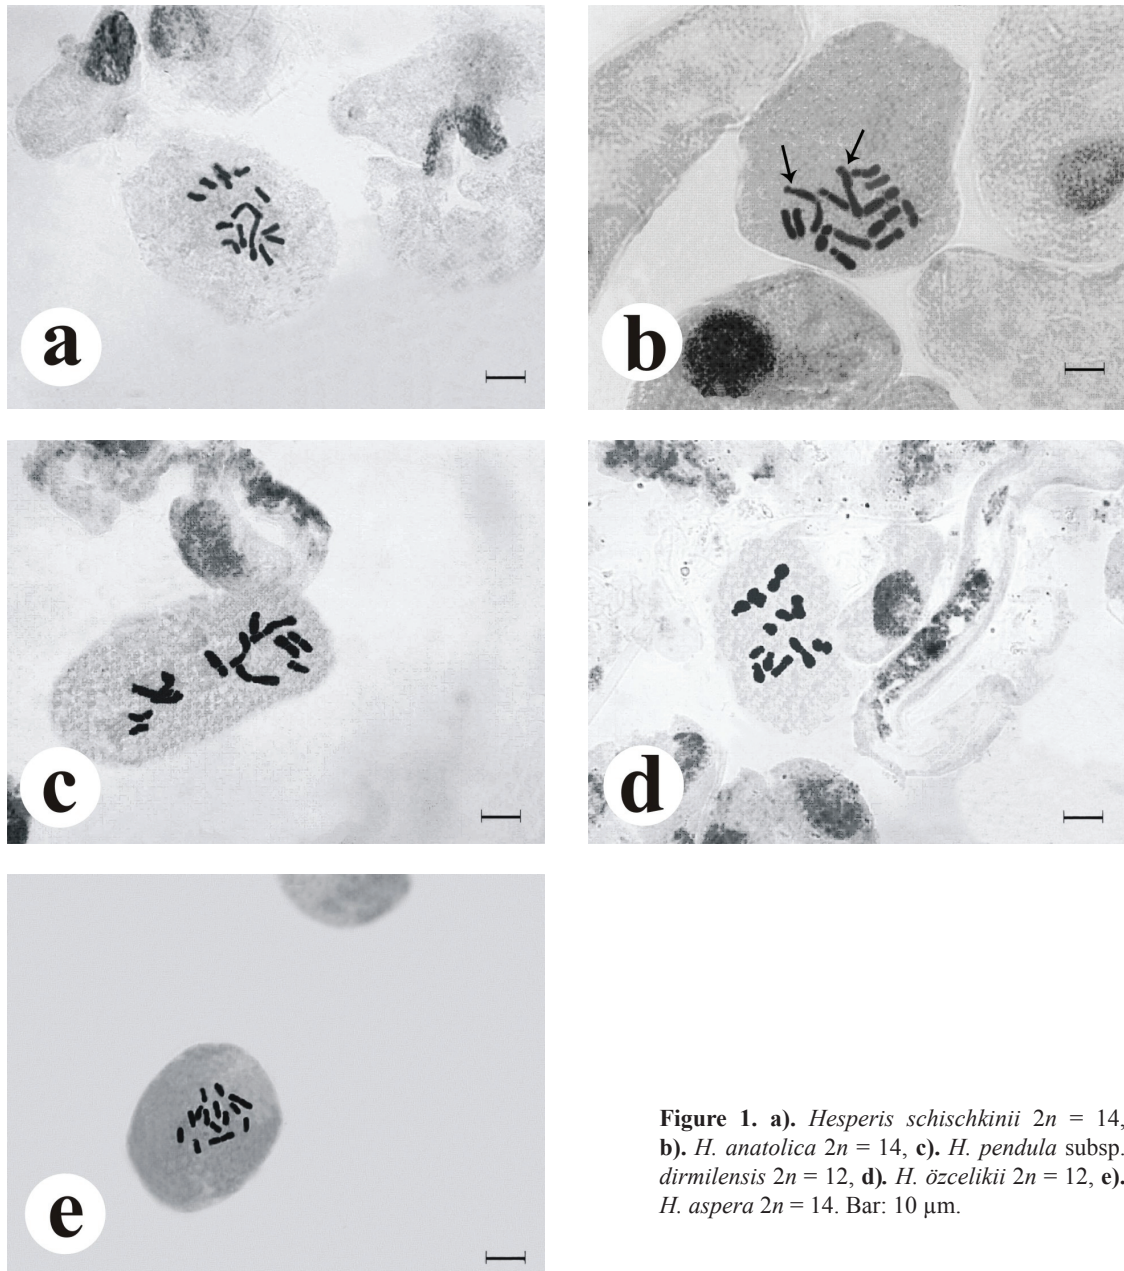 a
b
c
d
e
Figure 1. a). Hesperis schischkinii 2n = 14,
b). H. anatolica 2n = 14, c). H. pendula subsp.
dirmilensis 2n = 12, d). H. özcelikii 2n = 12, e).
H. aspera 2n = 14. Bar: 10 µm.